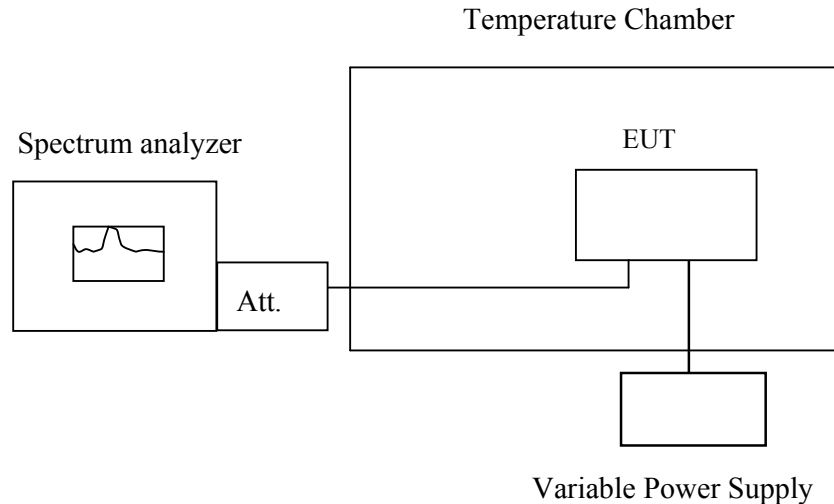 Temperature Chamber
Spectrum analyzer
EUT
Att.
Variable Power Supply